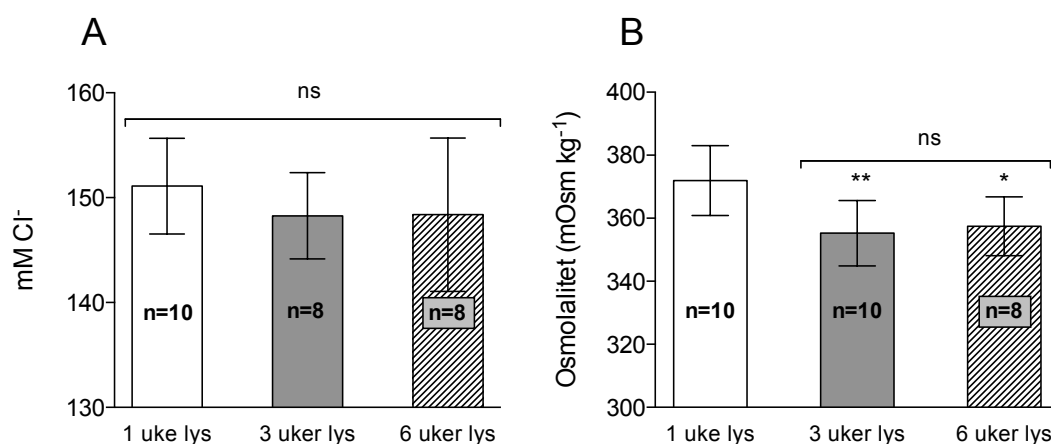 A
mM Cl⁻
160
150
140
130
ns
n=10
n=8
n=8
1 uke lys
3 uker lys
6 uker lys
B
Osmolalitet (mOsm kg⁻¹)
400
380
360
340
320
300
ns
**
*
n=10
n=10
n=8
1 uke lys
3 uker lys
6 uker lys